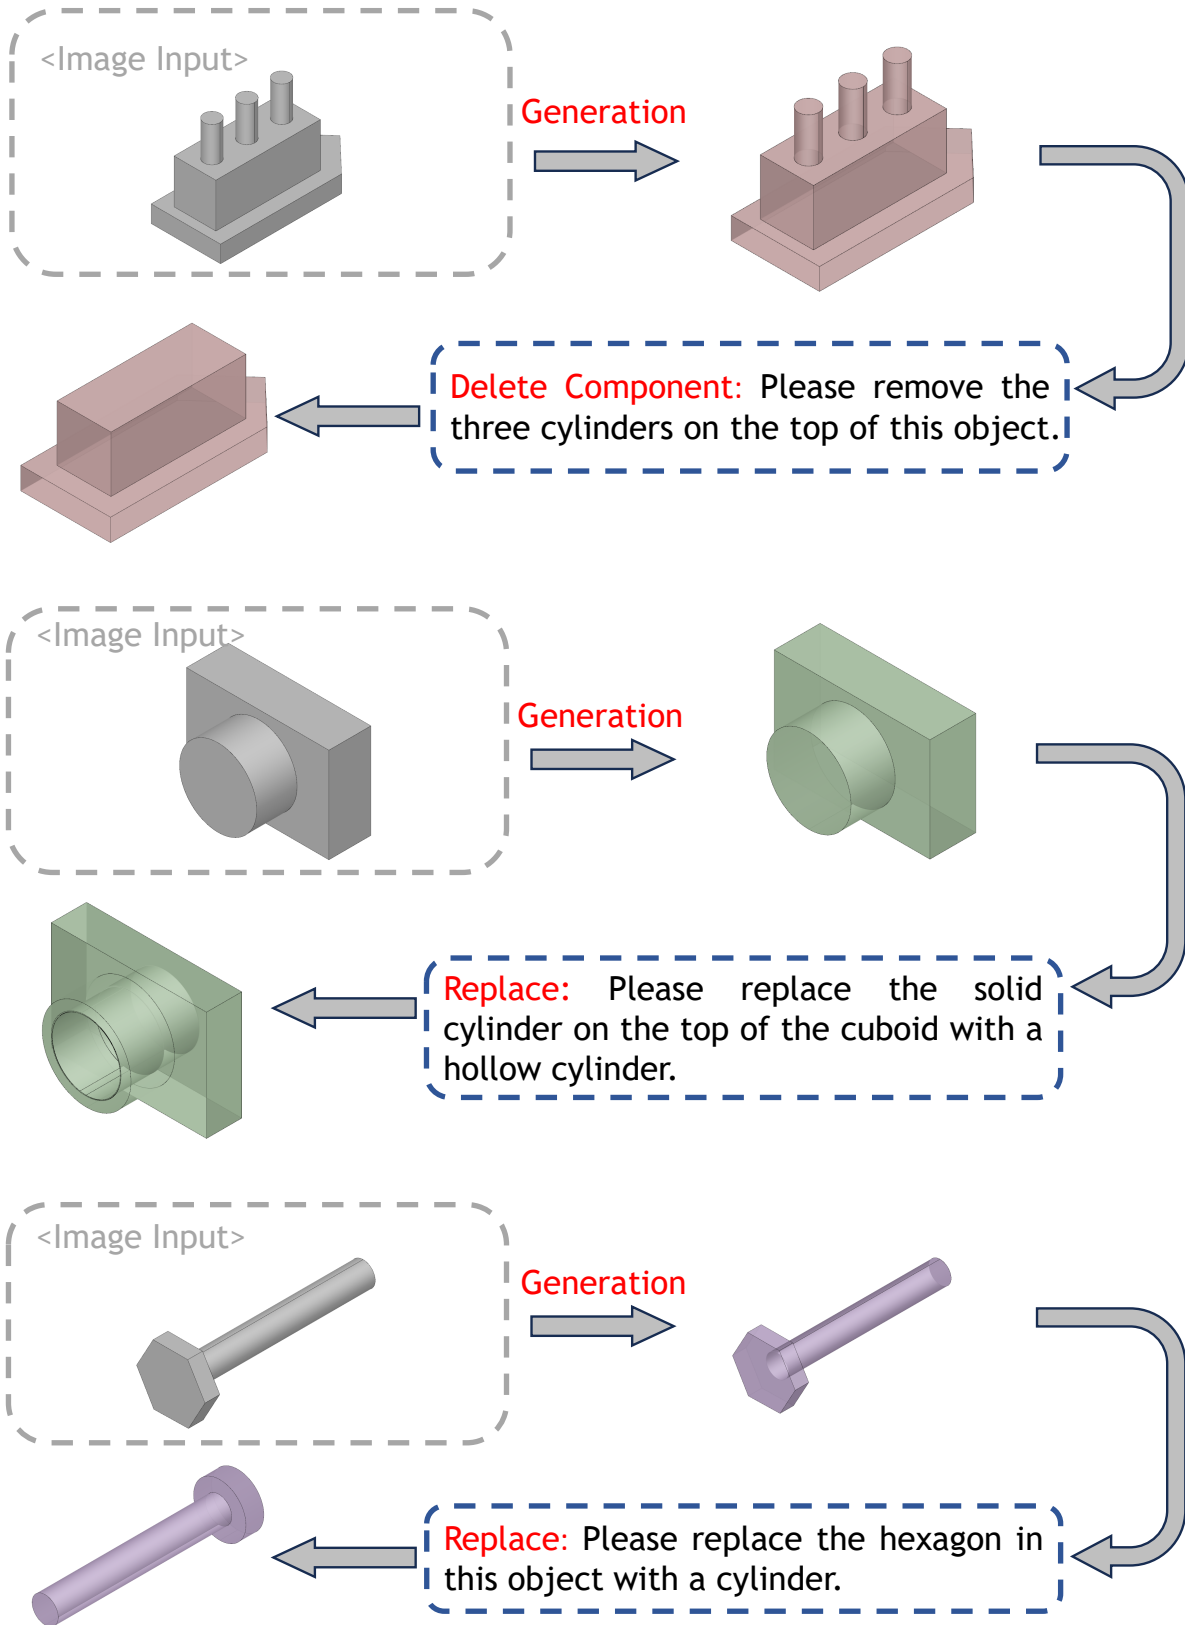 <Image Input>
Generation
Delete Component: Please remove the
three cylinders on the top of this object.
<Image Input>
Generation
Replace: Please replace the solid
cylinder on the top of the cuboid with a
hollow cylinder.
<Image Input>
Generation
Replace: Please replace the hexagon in
this object with a cylinder.